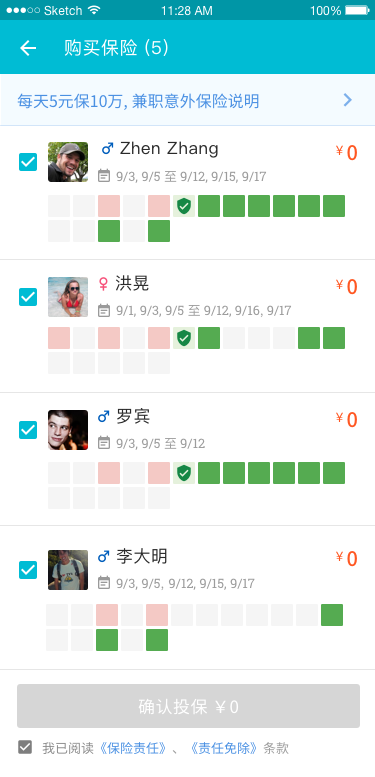 Sketch 11:28 AM 100%
购买保险 (5)
每天5元保10万, 兼职意外保险说明
Zhen Zhang ¥0
9/3, 9/5 至 9/12, 9/15, 9/17
洪晃 ¥0
9/1, 9/3, 9/5 至 9/12, 9/16, 9/17
罗宾 ¥0
9/3, 9/5 至 9/12
李大明 ¥0
9/3, 9/5, 9/12, 9/15, 9/17
确认投保 ¥0
我已阅读《保险责任》、《责任免除》条款